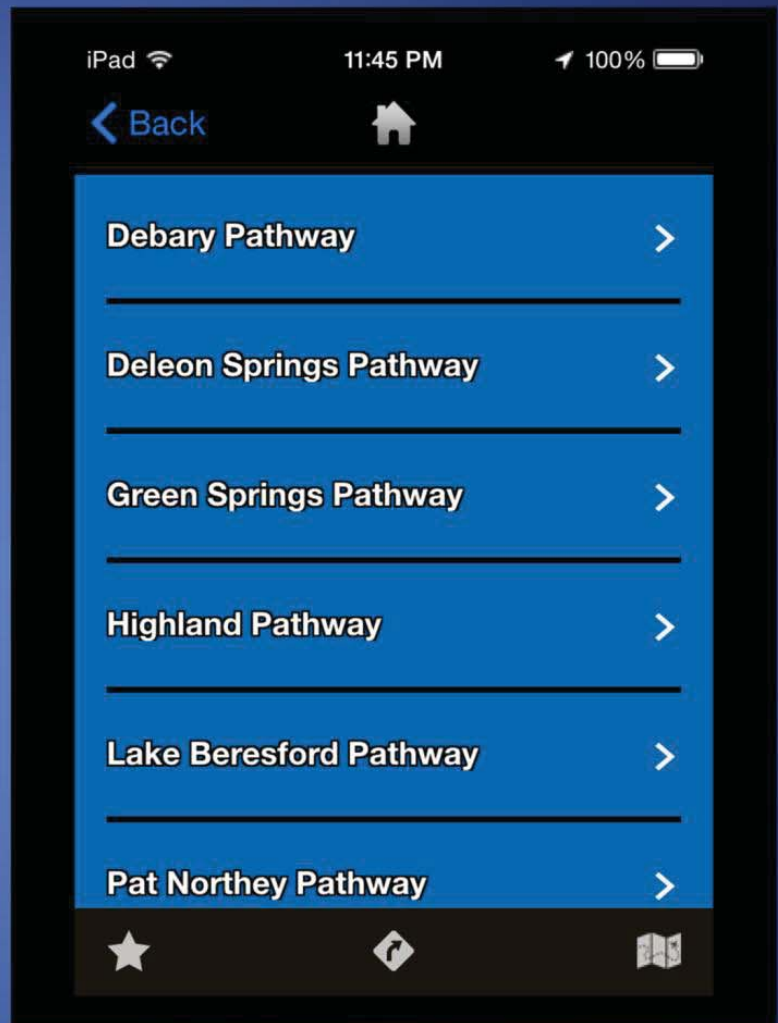 iPad 11:45 PM 100%
Back
Debary Pathway
Deleon Springs Pathway
Green Springs Pathway
Highland Pathway
Lake Beresford Pathway
Pat Northey Pathway